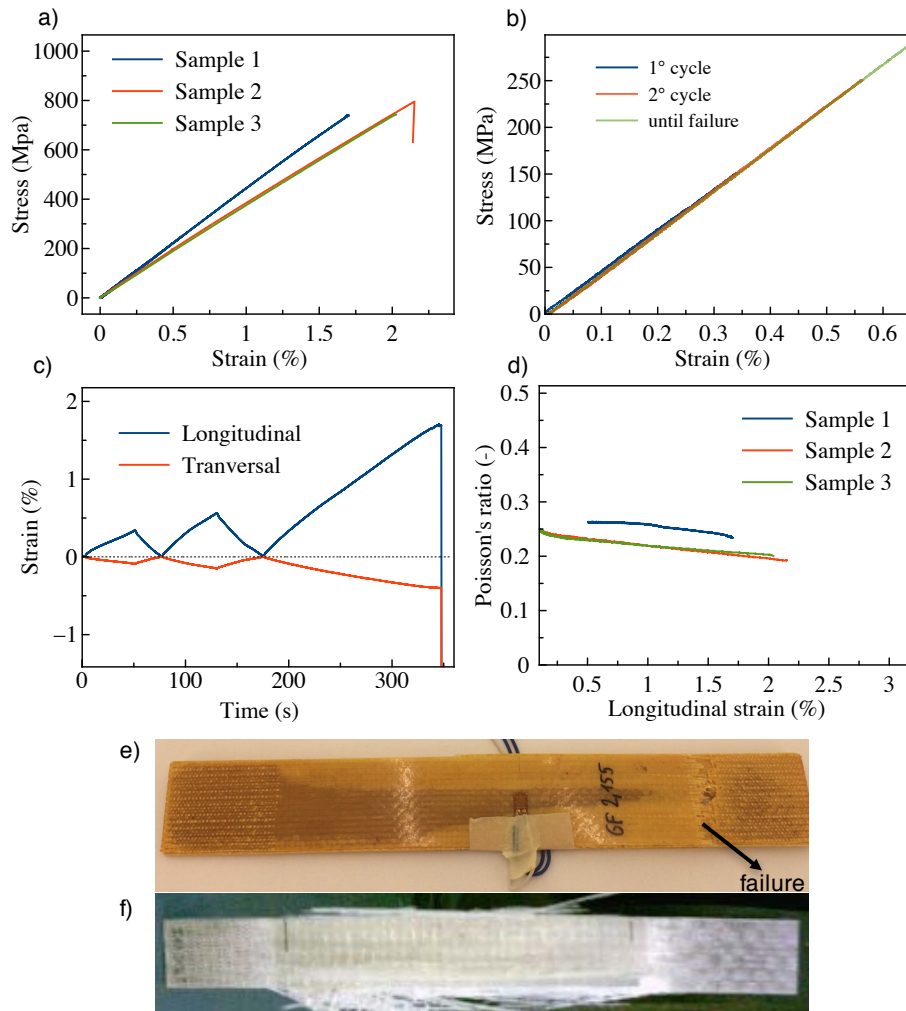 a)
1000
800
600
400
200
0
Stress (Mpa)
Sample 1
Sample 2
Sample 3
0
0.5
1
1.5
2
Strain (%)
b)
250
200
150
100
50
0
Stress (MPa)
1° cycle
2° cycle
until failure
0
0.1
0.2
0.3
0.4
0.5
0.6
Strain (%)
c)
2
1
0
−1
Strain (%)
Longitudinal
Tranversal
0
100
200
300
Time (s)
d)
0.5
0.4
0.3
0.2
0.1
0
Poisson's ratio (-)
Sample 1
Sample 2
Sample 3
0.5
1
1.5
2
2.5
3
Longitudinal strain (%)
e)
GF 2,155
failure
f)